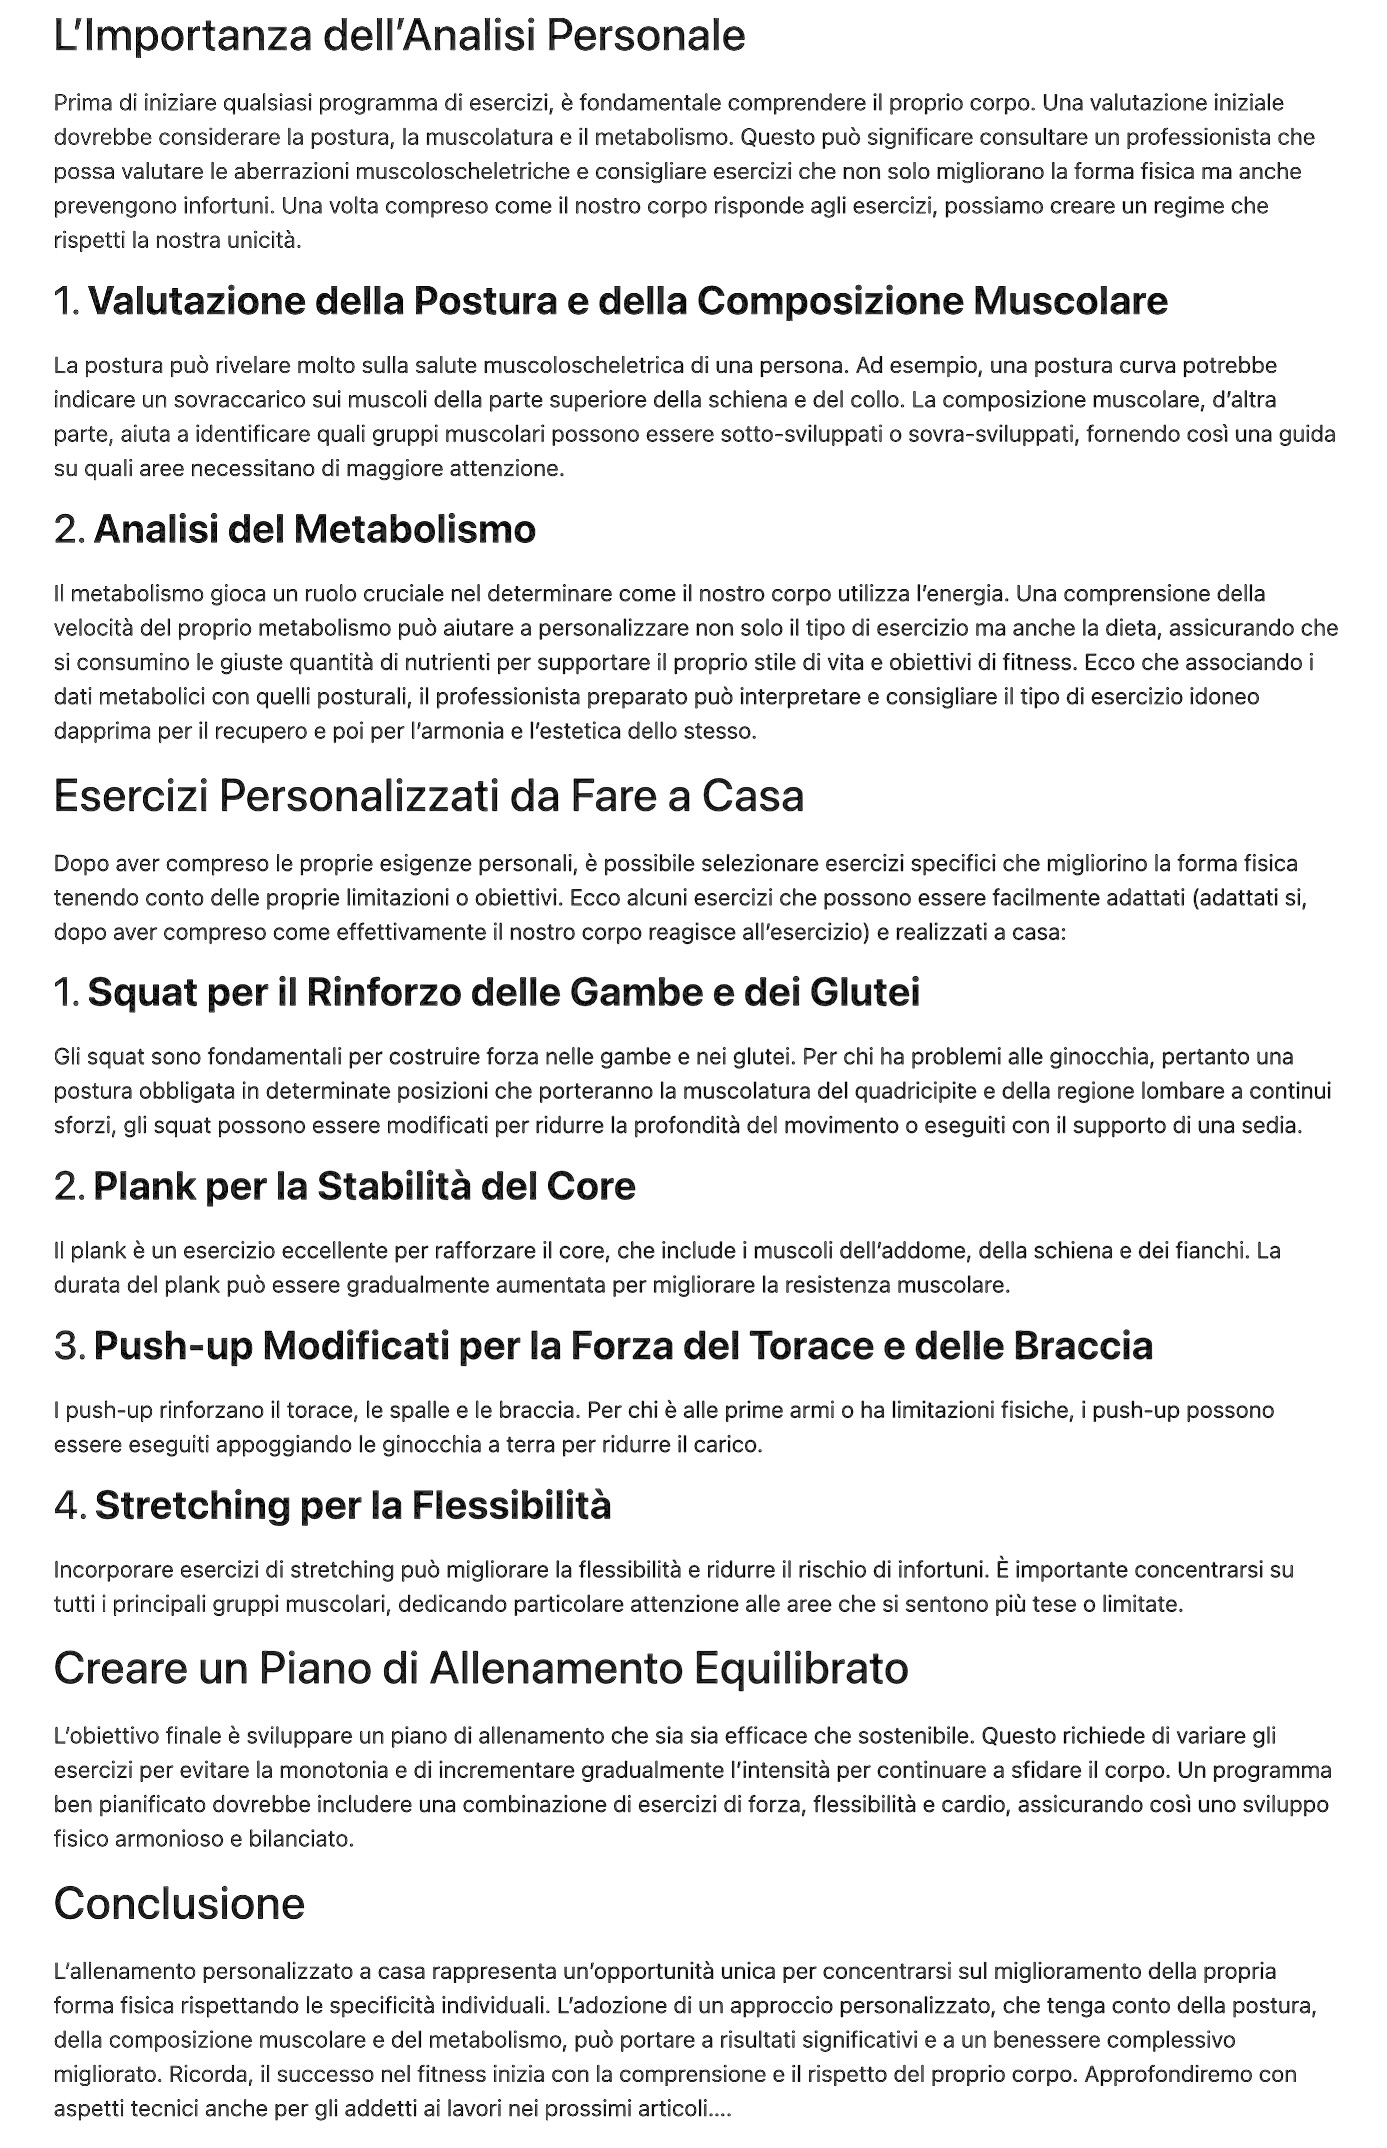 L’Importanza dell’Analisi Personale
Prima di iniziare qualsiasi programma di esercizi, è fondamentale comprendere il proprio corpo. Una valutazione iniziale
dovrebbe considerare la postura, la muscolatura e il metabolismo. Questo può significare consultare un professionista che
possa valutare le aberrazioni muscoloscheletriche e consigliare esercizi che non solo migliorano la forma fisica ma anche
prevengono infortuni. Una volta compreso come il nostro corpo risponde agli esercizi, possiamo creare un regime che
rispetti la nostra unicità.
1. Valutazione della Postura e della Composizione Muscolare
La postura può rivelare molto sulla salute muscoloscheletrica di una persona. Ad esempio, una postura curva potrebbe
indicare un sovraccarico sui muscoli della parte superiore della schiena e del collo. La composizione muscolare, d’altra
parte, aiuta a identificare quali gruppi muscolari possono essere sotto-sviluppati o sovra-sviluppati, fornendo così una guida
su quali aree necessitano di maggiore attenzione.
2. Analisi del Metabolismo
Il metabolismo gioca un ruolo cruciale nel determinare come il nostro corpo utilizza l’energia. Una comprensione della
velocità del proprio metabolismo può aiutare a personalizzare non solo il tipo di esercizio ma anche la dieta, assicurando che
si consumino le giuste quantità di nutrienti per supportare il proprio stile di vita e obiettivi di fitness. Ecco che associando i
dati metabolici con quelli posturali, il professionista preparato può interpretare e consigliare il tipo di esercizio idoneo
dapprima per il recupero e poi per l’armonia e l’estetica dello stesso.
Esercizi Personalizzati da Fare a Casa
Dopo aver compreso le proprie esigenze personali, è possibile selezionare esercizi specifici che migliorino la forma fisica
tenendo conto delle proprie limitazioni o obiettivi. Ecco alcuni esercizi che possono essere facilmente adattati (adattati si,
dopo aver compreso come effettivamente il nostro corpo reagisce all’esercizio) e realizzati a casa:
1. Squat per il Rinforzo delle Gambe e dei Glutei
Gli squat sono fondamentali per costruire forza nelle gambe e nei glutei. Per chi ha problemi alle ginocchia, pertanto una
postura obbligata in determinate posizioni che porteranno la muscolatura del quadricipite e della regione lombare a continui
sforzi, gli squat possono essere modificati per ridurre la profondità del movimento o eseguiti con il supporto di una sedia.
2. Plank per la Stabilità del Core
Il plank è un esercizio eccellente per rafforzare il core, che include i muscoli dell’addome, della schiena e dei fianchi. La
durata del plank può essere gradualmente aumentata per migliorare la resistenza muscolare.
3. Push-up Modificati per la Forza del Torace e delle Braccia
I push-up rinforzano il torace, le spalle e le braccia. Per chi è alle prime armi o ha limitazioni fisiche, i push-up possono
essere eseguiti appoggiando le ginocchia a terra per ridurre il carico.
4. Stretching per la Flessibilità
Incorporare esercizi di stretching può migliorare la flessibilità e ridurre il rischio di infortuni. È importante concentrarsi su
tutti i principali gruppi muscolari, dedicando particolare attenzione alle aree che si sentono più tese o limitate.
Creare un Piano di Allenamento Equilibrato
L’obiettivo finale è sviluppare un piano di allenamento che sia sia efficace che sostenibile. Questo richiede di variare gli
esercizi per evitare la monotonia e di incrementare gradualmente l’intensità per continuare a sfidare il corpo. Un programma
ben pianificato dovrebbe includere una combinazione di esercizi di forza, flessibilità e cardio, assicurando così uno sviluppo
fisico armonioso e bilanciato.
Conclusione
L’allenamento personalizzato a casa rappresenta un’opportunità unica per concentrarsi sul miglioramento della propria
forma fisica rispettando le specificità individuali. L’adozione di un approccio personalizzato, che tenga conto della postura,
della composizione muscolare e del metabolismo, può portare a risultati significativi e a un benessere complessivo
migliorato. Ricorda, il successo nel fitness inizia con la comprensione e il rispetto del proprio corpo. Approfondiremo con
aspetti tecnici anche per gli addetti ai lavori nei prossimi articoli….